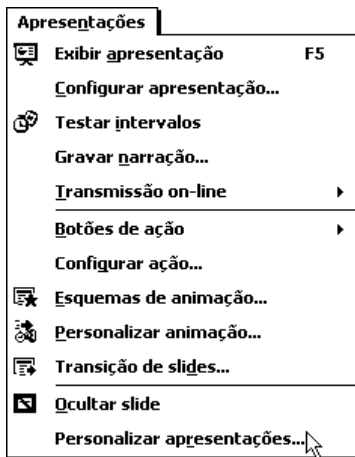 Apresentações
Exibir apresentação F5
Configurar apresentação...
Testar intervalos
Gravar narração...
Transmissão on-line
Botões de ação
Configurar ação...
Esquemas de animação...
Personalizar animação...
Transição de slides...
Ocultar slide
Personalizar apresentações...